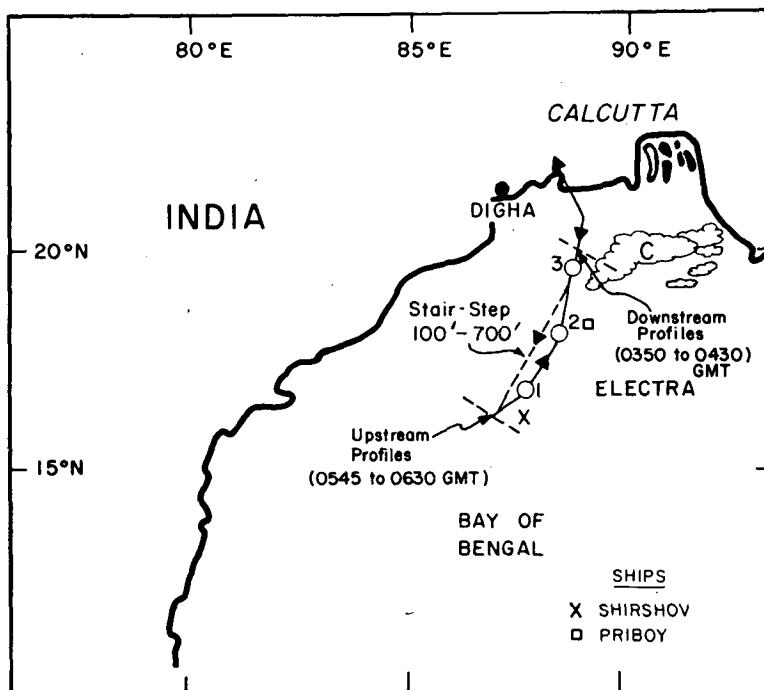 80°E
85°E
90°E
CALCUTTA
INDIA
DIGHA
20°N
C
3
Stair-Step
100'-700'
2
Downstream
Profiles
(0350 to 0430)
GMT
ELECTRA
1
X
Upstream
Profiles
(0545 to 0630 GMT)
15°N
BAY OF
BENGAL
SHIPS
X SHIRSHOV
□ PRIBOY